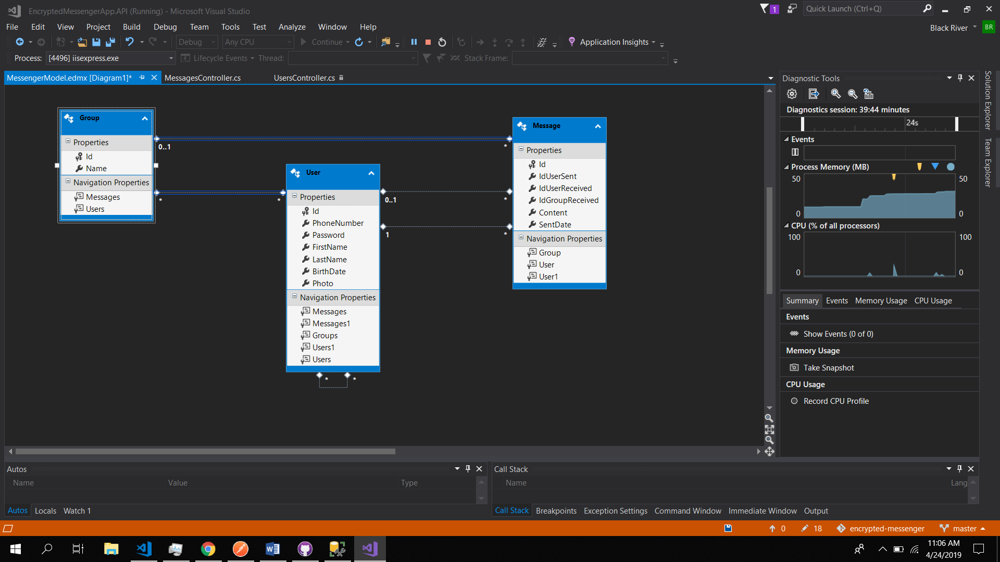 EncryptedMessengerApp.API (Running) - Microsoft Visual Studio
1
Quick Launch (Ctrl+Q)
File Edit View Project Build Debug Team Tools Test Analyze Window Help
Black River BR
Debug Any CPU Continue Application Insights
Process: [4496] iisexpress.exe Lifecycle Events Thread: Stack Frame:
MessengerModel.edmx [Diagram1]* MessagesController.cs UsersController.cs
Group
Properties
Id
Name
Navigation Properties
Messages
Users
0..1
*
*
*
User
Properties
Id
PhoneNumber
Password
FirstName
LastName
BirthDate
Photo
Navigation Properties
Messages
Messages1
Groups
Users1
Users
*
*
0..1
*
1
*
Message
Properties
Id
IdUserSent
IdUserReceived
IdGroupReceived
Content
SentDate
Navigation Properties
Group
User
User1
Diagnostic Tools
Diagnostics session: 39:44 minutes
24s
Events
Process Memory (MB)
50 50
0 0
CPU (% of all processors)
100 100
0 0
Summary Events Memory Usage CPU Usage
Events
Show Events (0 of 0)
Memory Usage
Take Snapshot
CPU Usage
Record CPU Profile
Solution Explorer
Team Explorer
Autos
Name Value Type
Autos Locals Watch 1
Call Stack
Name Lang
Call Stack Breakpoints Exception Settings Command Window Immediate Window Output
0 18 encrypted-messenger master
11:06 AM
4/24/2019